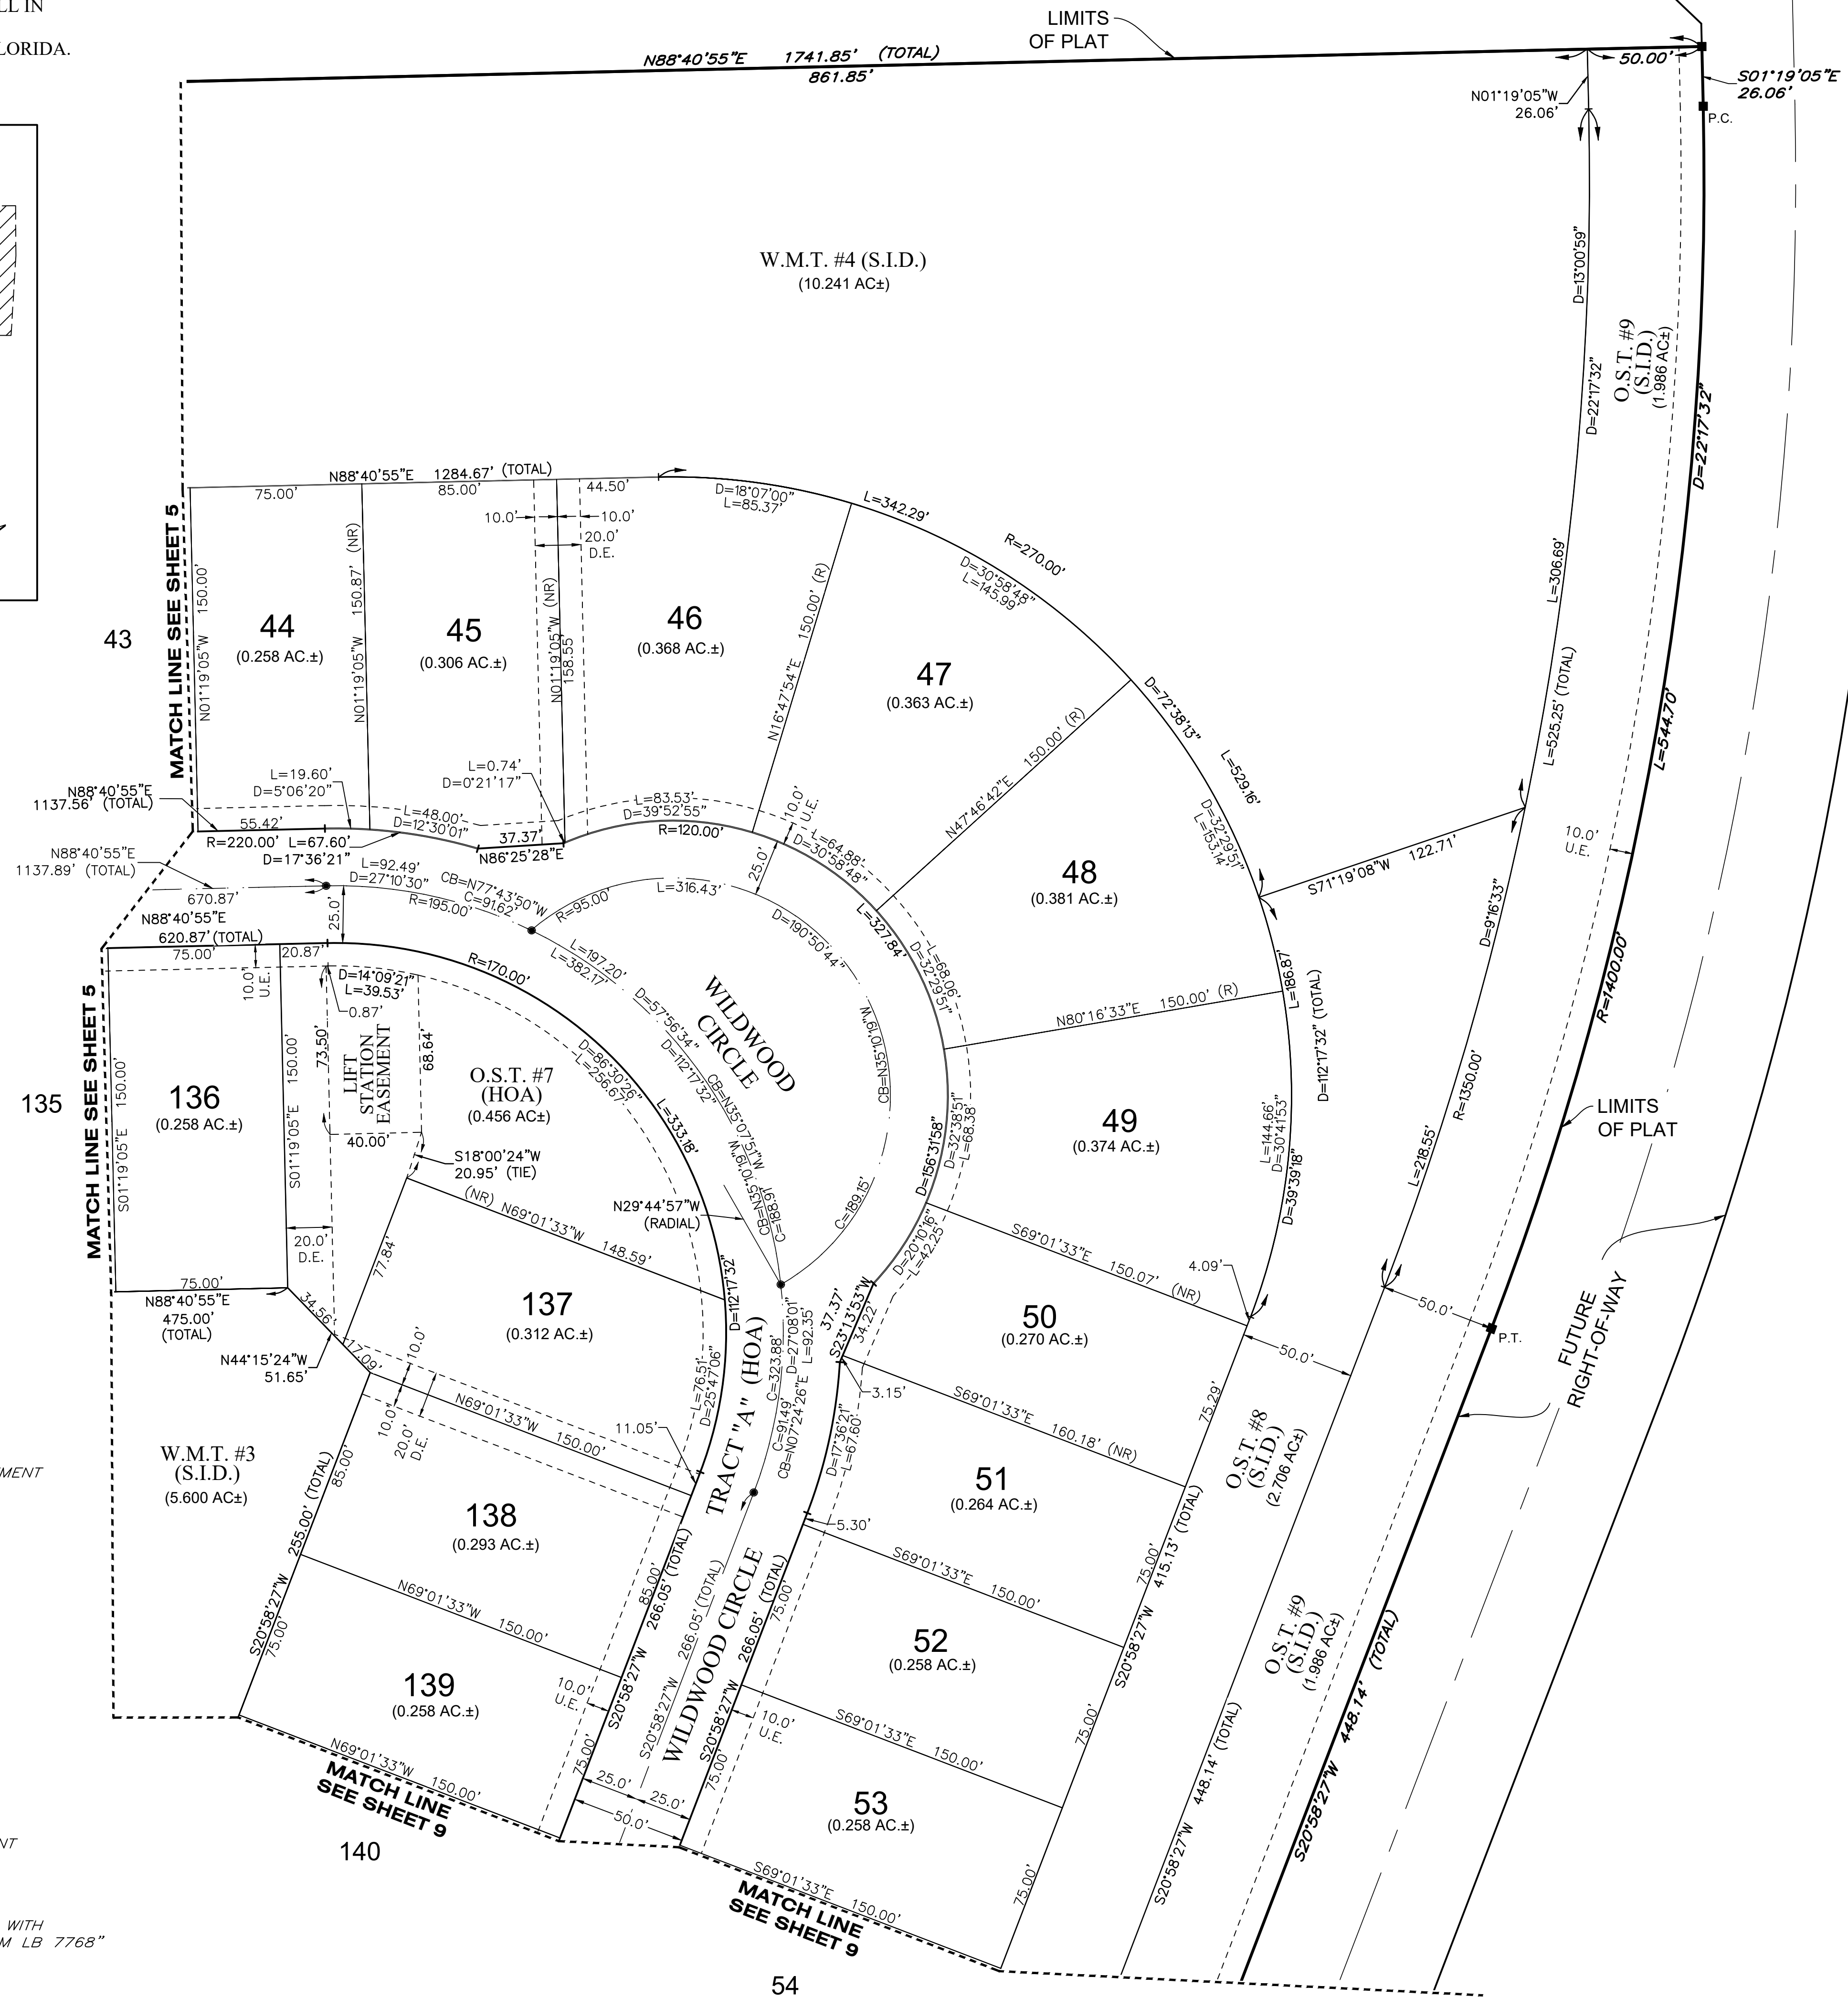 LL IN
LORIDA.
LIMITS
OF PLAT
N88°40'55"E 1741.85' (TOTAL)
861.85'
50.00'
S01°19'05"E
26.06'
N01°19'05"W
26.06'
P.C.
W.M.T. #4 (S.I.D.)
(10.241 AC±)
D=13°00'59"
O.S.T. #9
(S.I.D.)
(1.986 AC±)
D=22°17'32"
D=22°17'32"
N88°40'55"E 1284.67' (TOTAL)
75.00'
85.00'
44.50'
D=18°07'00"
L=85.37'
L=342.29'
R=270.00'
10.0'
10.0'
20.0'
D.E.
D=30°58'48"
L=145.99'
MATCH LINE SEE SHEET 5
43
N01°19'05"W 150.00'
44
(0.258 AC.±)
N01°19'05"W 150.87' (NR)
45
(0.306 AC.±)
N01°19'05"W (NR)
158.55'
46
(0.368 AC.±)
N16°47'54"E 150.00' (R)
47
(0.363 AC.±)
L=306.69'
L=525.25' (TOTAL)
L=544.70'
D=72°38'13"
L=529.16'
N47°46'42"E 150.00' (R)
D=32°29'51"
L=153.14'
L=19.60'
D=5°06'20"
L=0.74'
D=0°21'17"
N88°40'55"E
1137.56' (TOTAL)
55.42'
L=48.00'
D=12°30'01"
R=220.00' L=67.60'
D=17°36'21"
37.37'
N86°25'28"E
L=83.53'
D=39°52'55"
R=120.00'
10.0'
U.E.
L=64.88'
D=30°58'48"
25.0'
48
(0.381 AC.±)
S71°19'08"W 122.71'
10.0'
U.E.
N88°40'55"E
1137.89' (TOTAL)
670.87'
L=92.49'
D=27°10'30"
R=195.00'
CB=N77°43'50"W
C=91.62'
R=95.00'
L=316.43'
D=190°50'44"
L=327.84'
D=32°29'51"
L=68.06'
D=9°16'33"
N88°40'55"E
620.87'(TOTAL)
25.0'
75.00'
20.87'
10.0'
U.E.
D=14°09'21"
L=39.53'
0.87'
R=170.00'
L=197.20'
L=382.17'
D=57°56'34"
D=112°17'32"
WILDWOOD
CIRCLE
CB=N35°10'19"W
N80°16'33"E 150.00' (R)
L=186.87'
D=112°17'32" (TOTAL)
R=1400.00'
R=1350.00'
MATCH LINE SEE SHEET 5
135
S01°19'05"E 150.00'
136
(0.258 AC.±)
S01°19'05"E 150.00'
73.50'
LIFT
STATION
EASEMENT
68.64'
40.00'
O.S.T. #7
(HOA)
(0.456 AC±)
D=86°30'26"
L=256.67'
L=333.18'
CB=N35°07'51"W
CB=N35°10'19"W
C=188.91'
C=189.15'
D=156°31'58"
D=32°38'51"
L=68.38'
49
(0.374 AC.±)
L=144.66'
D=30°41'53"
D=39°39'18"
L=218.55'
LIMITS
OF PLAT
S18°00'24"W
20.95' (TIE)
(NR) N69°01'33"W 148.59'
N29°44'57"W
(RADIAL)
20.0'
D.E.
77.84'
75.00'
N88°40'55"E
475.00'
(TOTAL)
34.56'
17.09'
N44°15'24"W
51.65'
137
(0.312 AC.±)
D=112°17'32"
D=20°10'16"
L=42.25'
S69°01'33"E 150.07' (NR)
4.09'
50.0'
P.T.
37.37'
S23°13'53"W
34.22'
50
(0.270 AC.±)
50.0'
FUTURE
RIGHT-OF-WAY
C=323.88'
D=27°08'01"
L=92.35'
C=91.49'
CB=N07°24'26"E
TRACT "A" (HOA)
3.15'
10.0'
10.0'
20.0'
D.E.
L=76.51'
D=25°47'06"
D=17°36'21"
L=67.60'
S69°01'33"E 160.18' (NR)
75.29'
O.S.T. #8
(S.I.D.)
(2.706 AC±)
N69°01'33"W 150.00'
11.05'
W.M.T. #3
(S.I.D.)
(5.600 AC±)
MENT
255.00' (TOTAL)
85.00'
138
(0.293 AC.±)
51
(0.264 AC.±)
5.30'
S69°01'33"E 150.00'
75.00'
415.13' (TOTAL)
S20°58'27"W
75.00'
N69°01'33"W 150.00'
85.00'
266.05' (TOTAL)
266.05' (TOTAL)
WILDWOOD CIRCLE
266.05' (TOTAL)
75.00'
52
(0.258 AC.±)
S20°58'27"W
O.S.T. #9
(S.I.D.)
(1.986 AC±)
448.14' (TOTAL)
139
(0.258 AC.±)
10.0'
U.E.
S20°58'27"W
S20°58'27"W
S20°58'27"W
10.0'
U.E.
S69°01'33"E 150.00'
75.00'
448.14' (TOTAL)
N69°01'33"W 150.00'
MATCH LINE
SEE SHEET 9
75.00'
25.0'
25.0'
50.0'
75.00'
53
(0.258 AC.±)
S20°58'27"W
S20°58'27"W
140
NT
S69°01'33"E 150.00'
MATCH LINE
SEE SHEET 9
75.00'
WITH
M LB 7768"
54